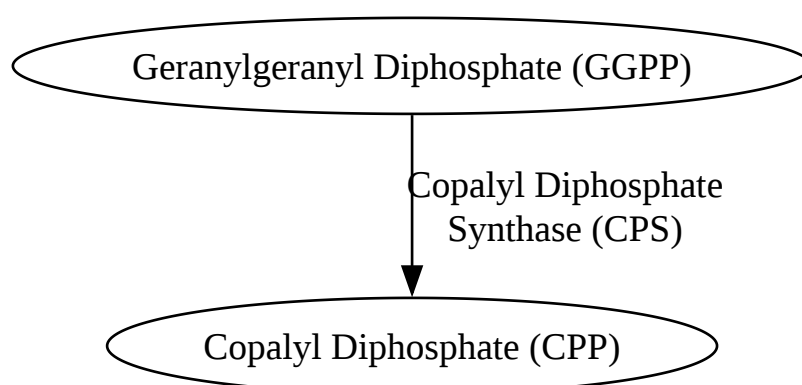 Geranylgeranyl Diphosphate (GGPP)
Copalyl Diphosphate
Synthase (CPS)
Copalyl Diphosphate (CPP)